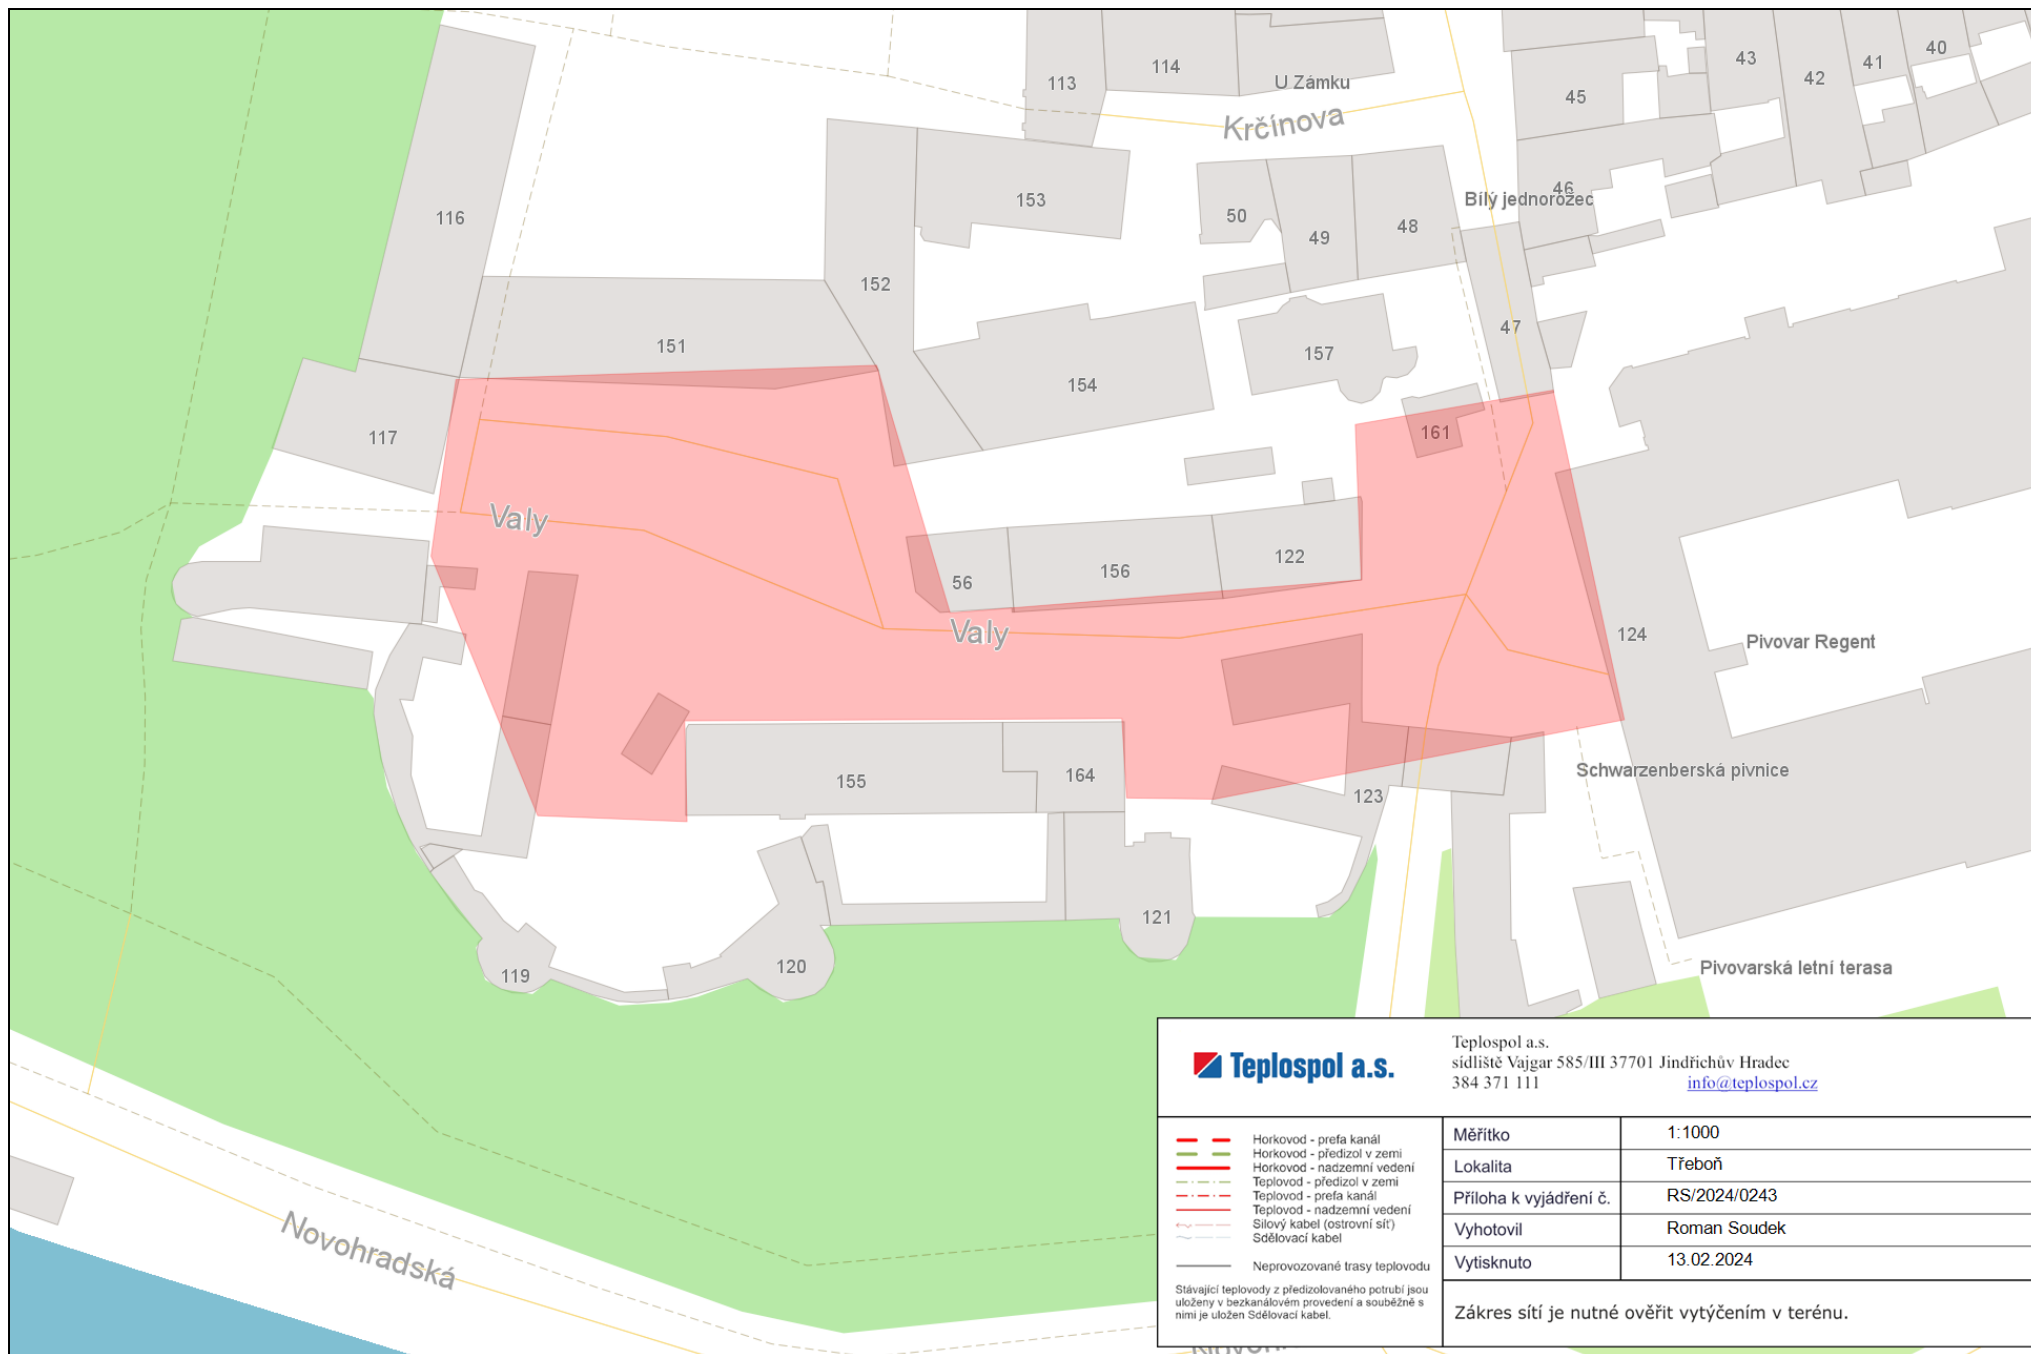 113
114
U Zámku
Krčínova
43
42
41
40
45
46
Bílý jednorožec
116
153
50
49
48
152
47
151
154
157
117
161
Valy
56
156
122
Valy
124
Pivovar Regent
155
164
123
Schwarzenberská pivnice
121
119
120
Pivovarská letní terasa
Novohradská
Teplospol a.s.
Teplospol a.s.
sídliště Vajgar 585/III 37701 Jindřichův Hradec
384 371 111 info@teplospol.cz
Horkovod - prefa kanál
Horkovod - předizol v zemi
Horkovod - nadzemní vedení
Teplovod - předizol v zemi
Teplovod - prefa kanál
Teplovod - nadzemní vedení
Silový kabel (ostrovní síť)
Sdělovací kabel
Neprovozované trasy teplovodu
Stávající teplovody z předizolovaného potrubí jsou
uloženy v bezkanálovém provedení a souběžně s
nimi je uložen Sdělovací kabel.
Měřítko 1:1000
Lokalita Třeboň
Příloha k vyjádření č. RS/2024/0243
Vyhotovil Roman Soudek
Vytisknuto 13.02.2024
Zákres sítí je nutné ověřit vytýčením v terénu.